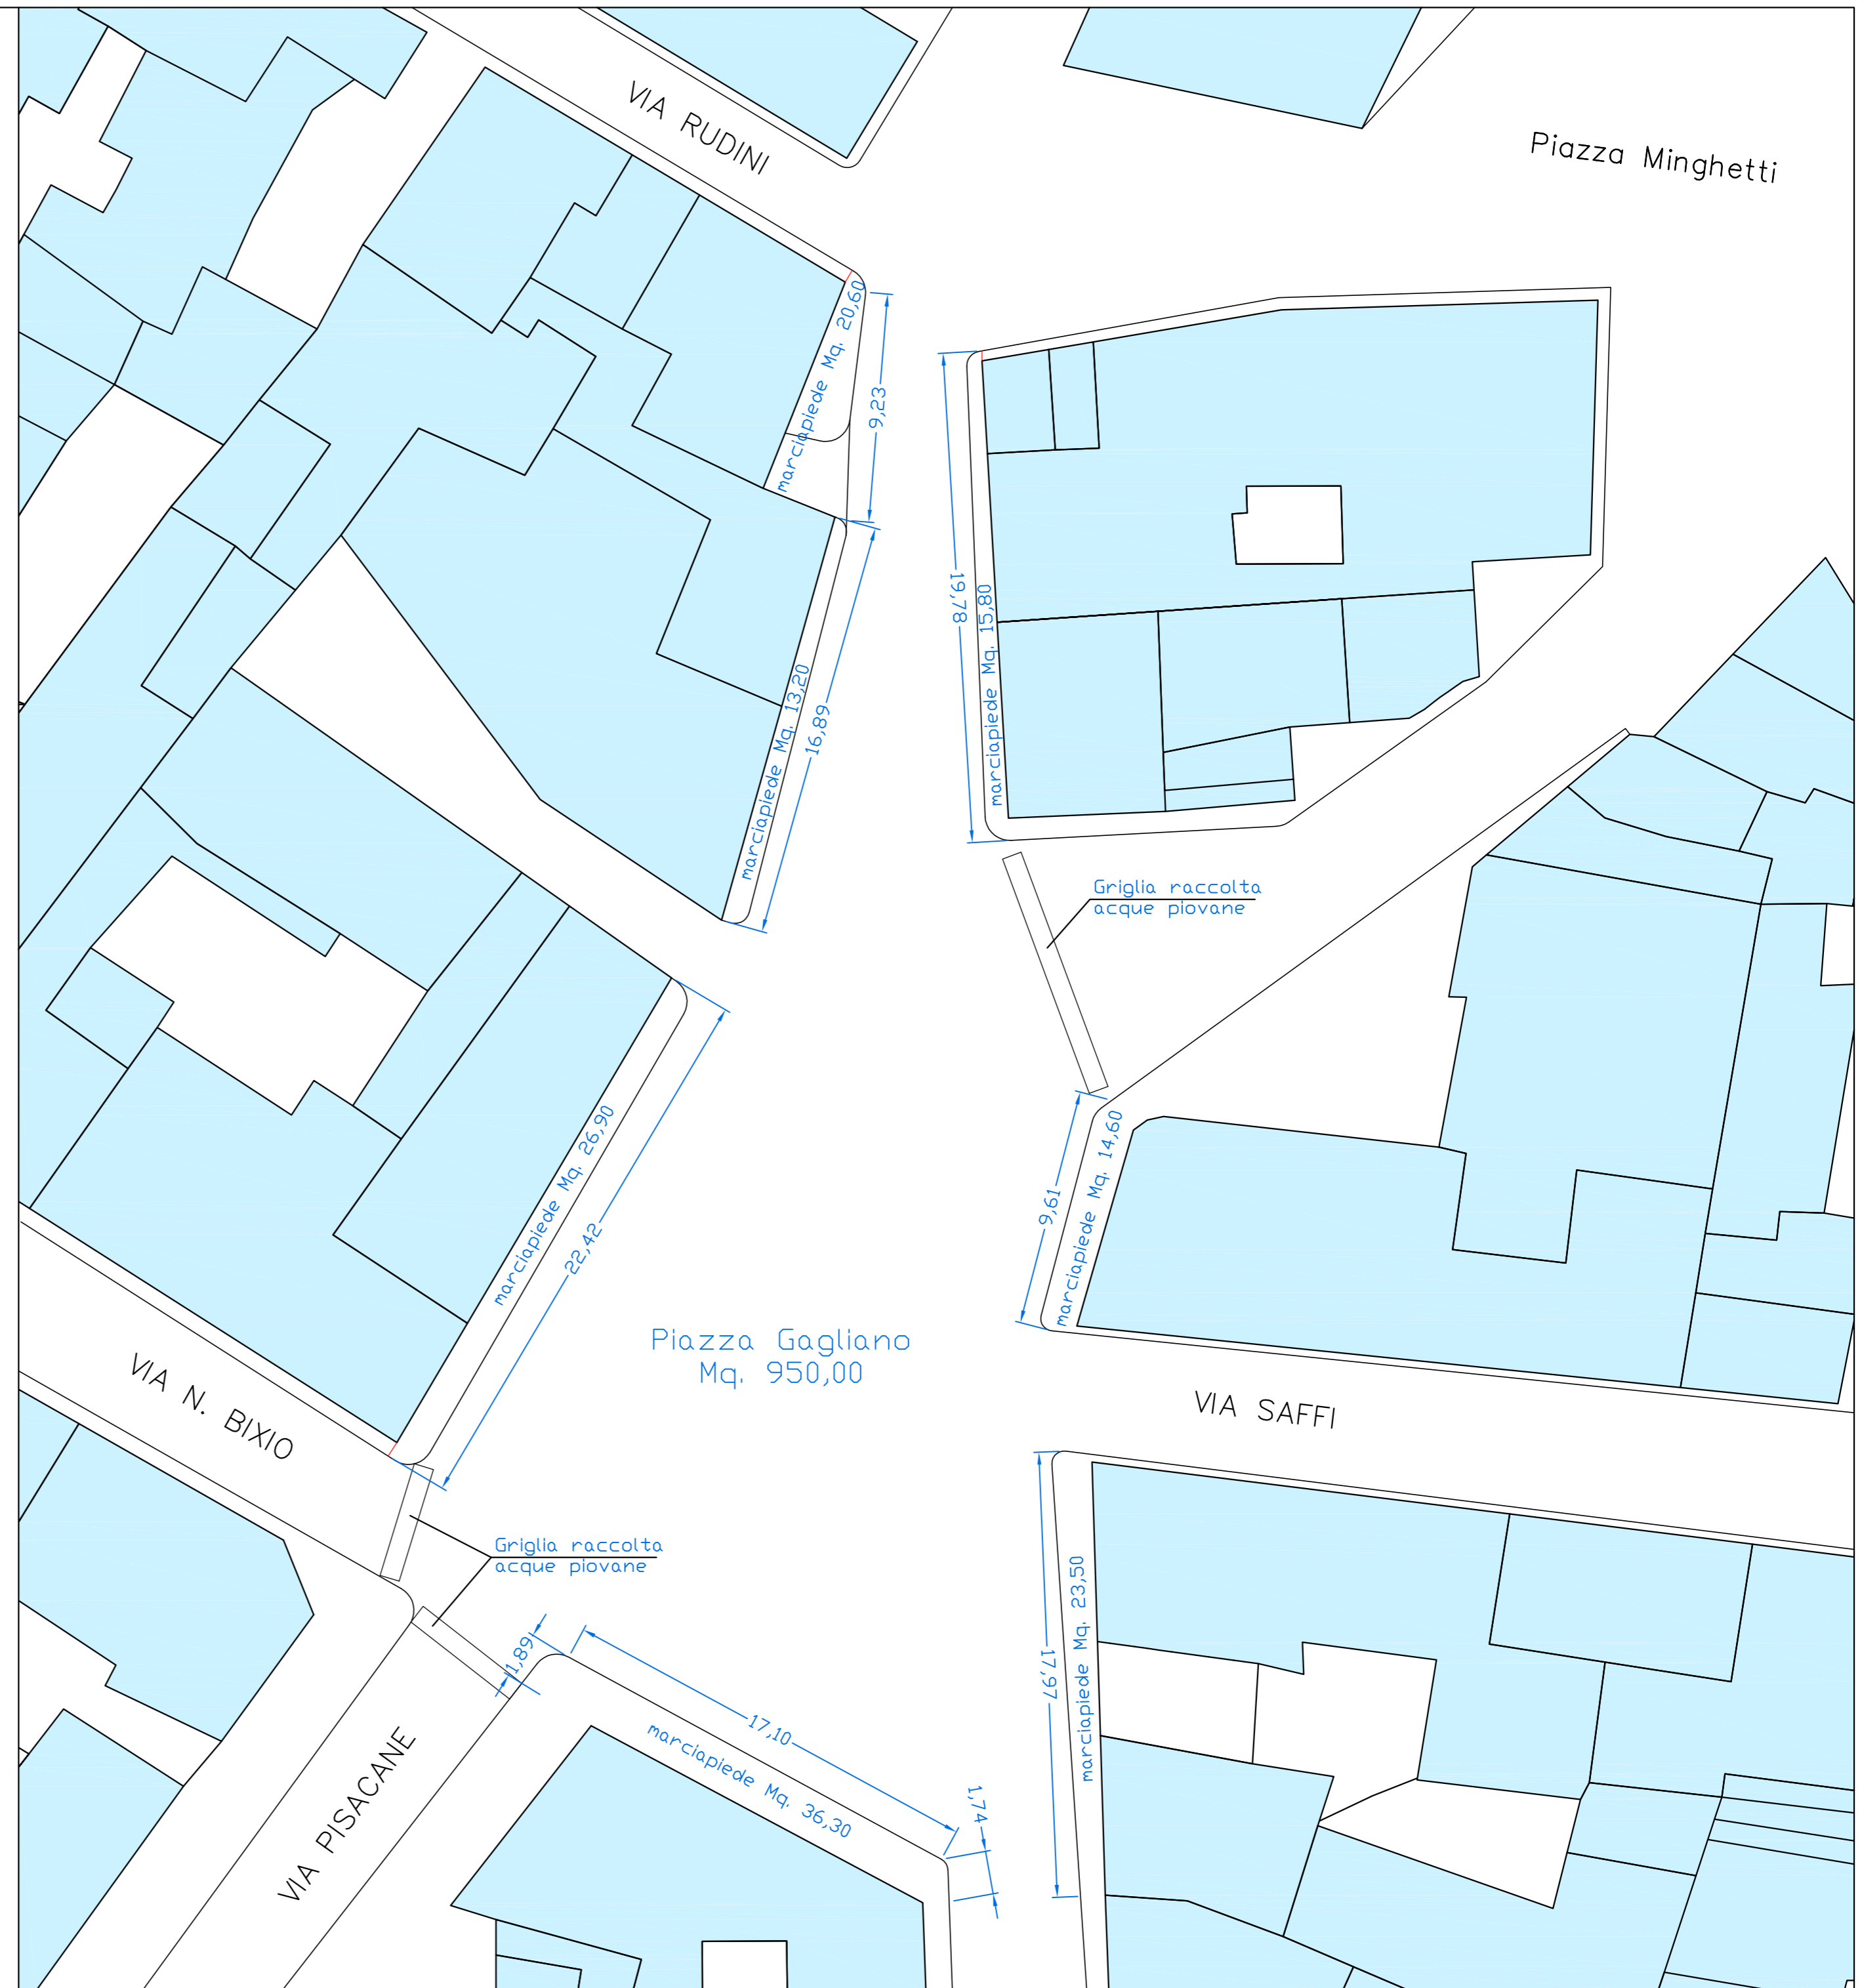 VIA RUDINI
Piazza Minghetti
marciapiede Mq. 20,60
9,23
19,78
marciapiede Mq. 15,80
marciapiede Mq. 13,20
16,89
Griglia raccolta
acque piovane
marciapiede Mq. 26,90
22,42
9,61
marciapiede Mq. 14,60
Piazza Gagliano
Mq. 950,00
VIA N. BIXIO
VIA SAFFI
Griglia raccolta
acque piovane
1,89
17,10
marciapiede Mq. 36,30
1,74
17,97
marciapiede Mq. 23,50
VIA PISACANE